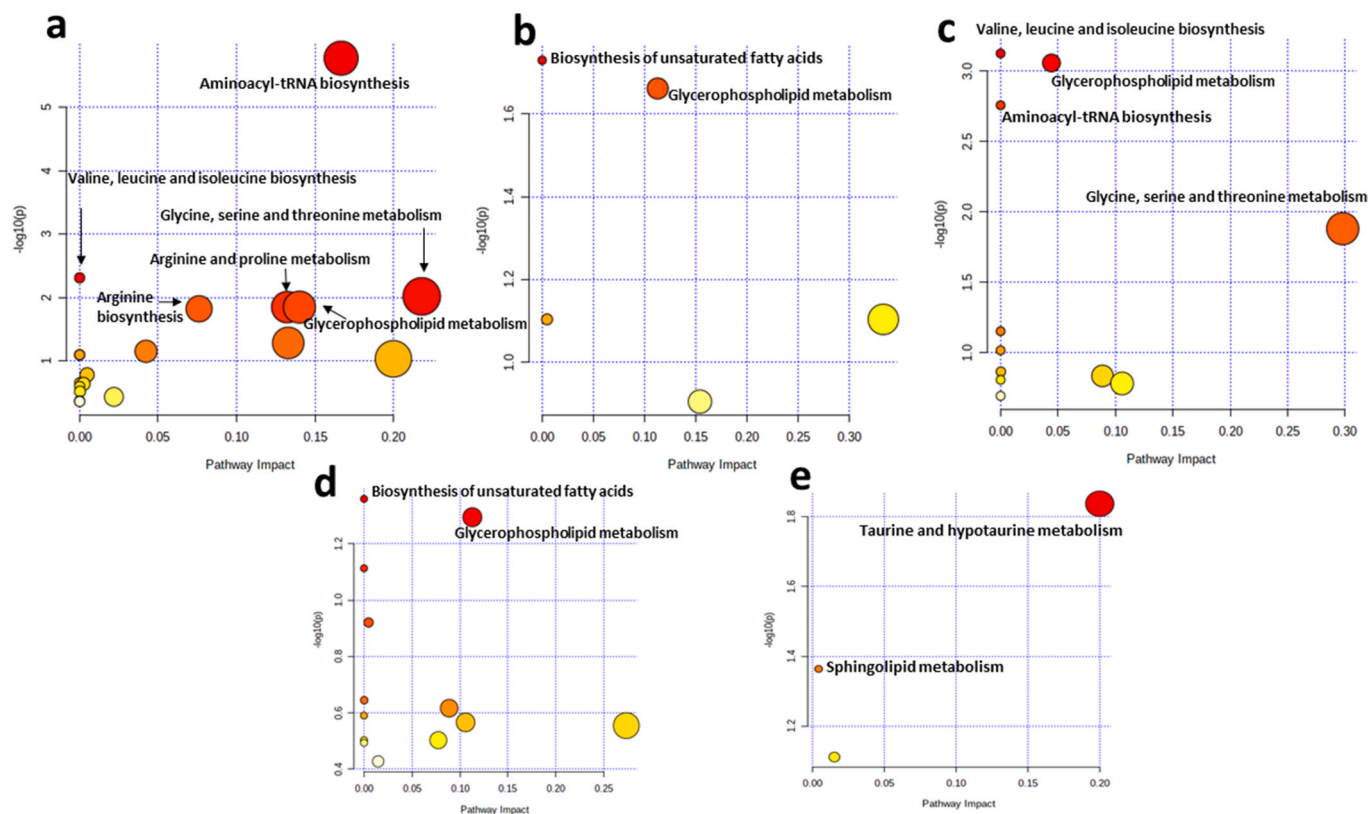 a
Aminoacyl-tRNA biosynthesis
Valine, leucine and isoleucine biosynthesis
Glycine, serine and threonine metabolism
Arginine and proline metabolism
Arginine
biosynthesis
Glycerophospholipid metabolism
-log10(p)
5
4
3
2
1
0.00 0.05 0.10 0.15 0.20
Pathway Impact
b
Biosynthesis of unsaturated fatty acids
Glycerophospholipid metabolism
-log10(p)
1.6
1.4
1.2
1.0
0.00 0.05 0.10 0.15 0.20 0.25 0.30
Pathway Impact
c
Valine, leucine and isoleucine biosynthesis
Glycerophospholipid metabolism
Aminoacyl-tRNA biosynthesis
Glycine, serine and threonine metabolism
-log10(p)
3.0
2.5
2.0
1.5
1.0
0.00 0.05 0.10 0.15 0.20 0.25 0.30
Pathway Impact
d
Biosynthesis of unsaturated fatty acids
Glycerophospholipid metabolism
-log10(p)
1.2
1.0
0.8
0.6
0.4
0.00 0.05 0.10 0.15 0.20 0.25
Pathway Impact
e
Taurine and hypotaurine metabolism
Sphingolipid metabolism
-log10(p)
1.8
1.6
1.4
1.2
0.00 0.05 0.10 0.15 0.20
Pathway Impact